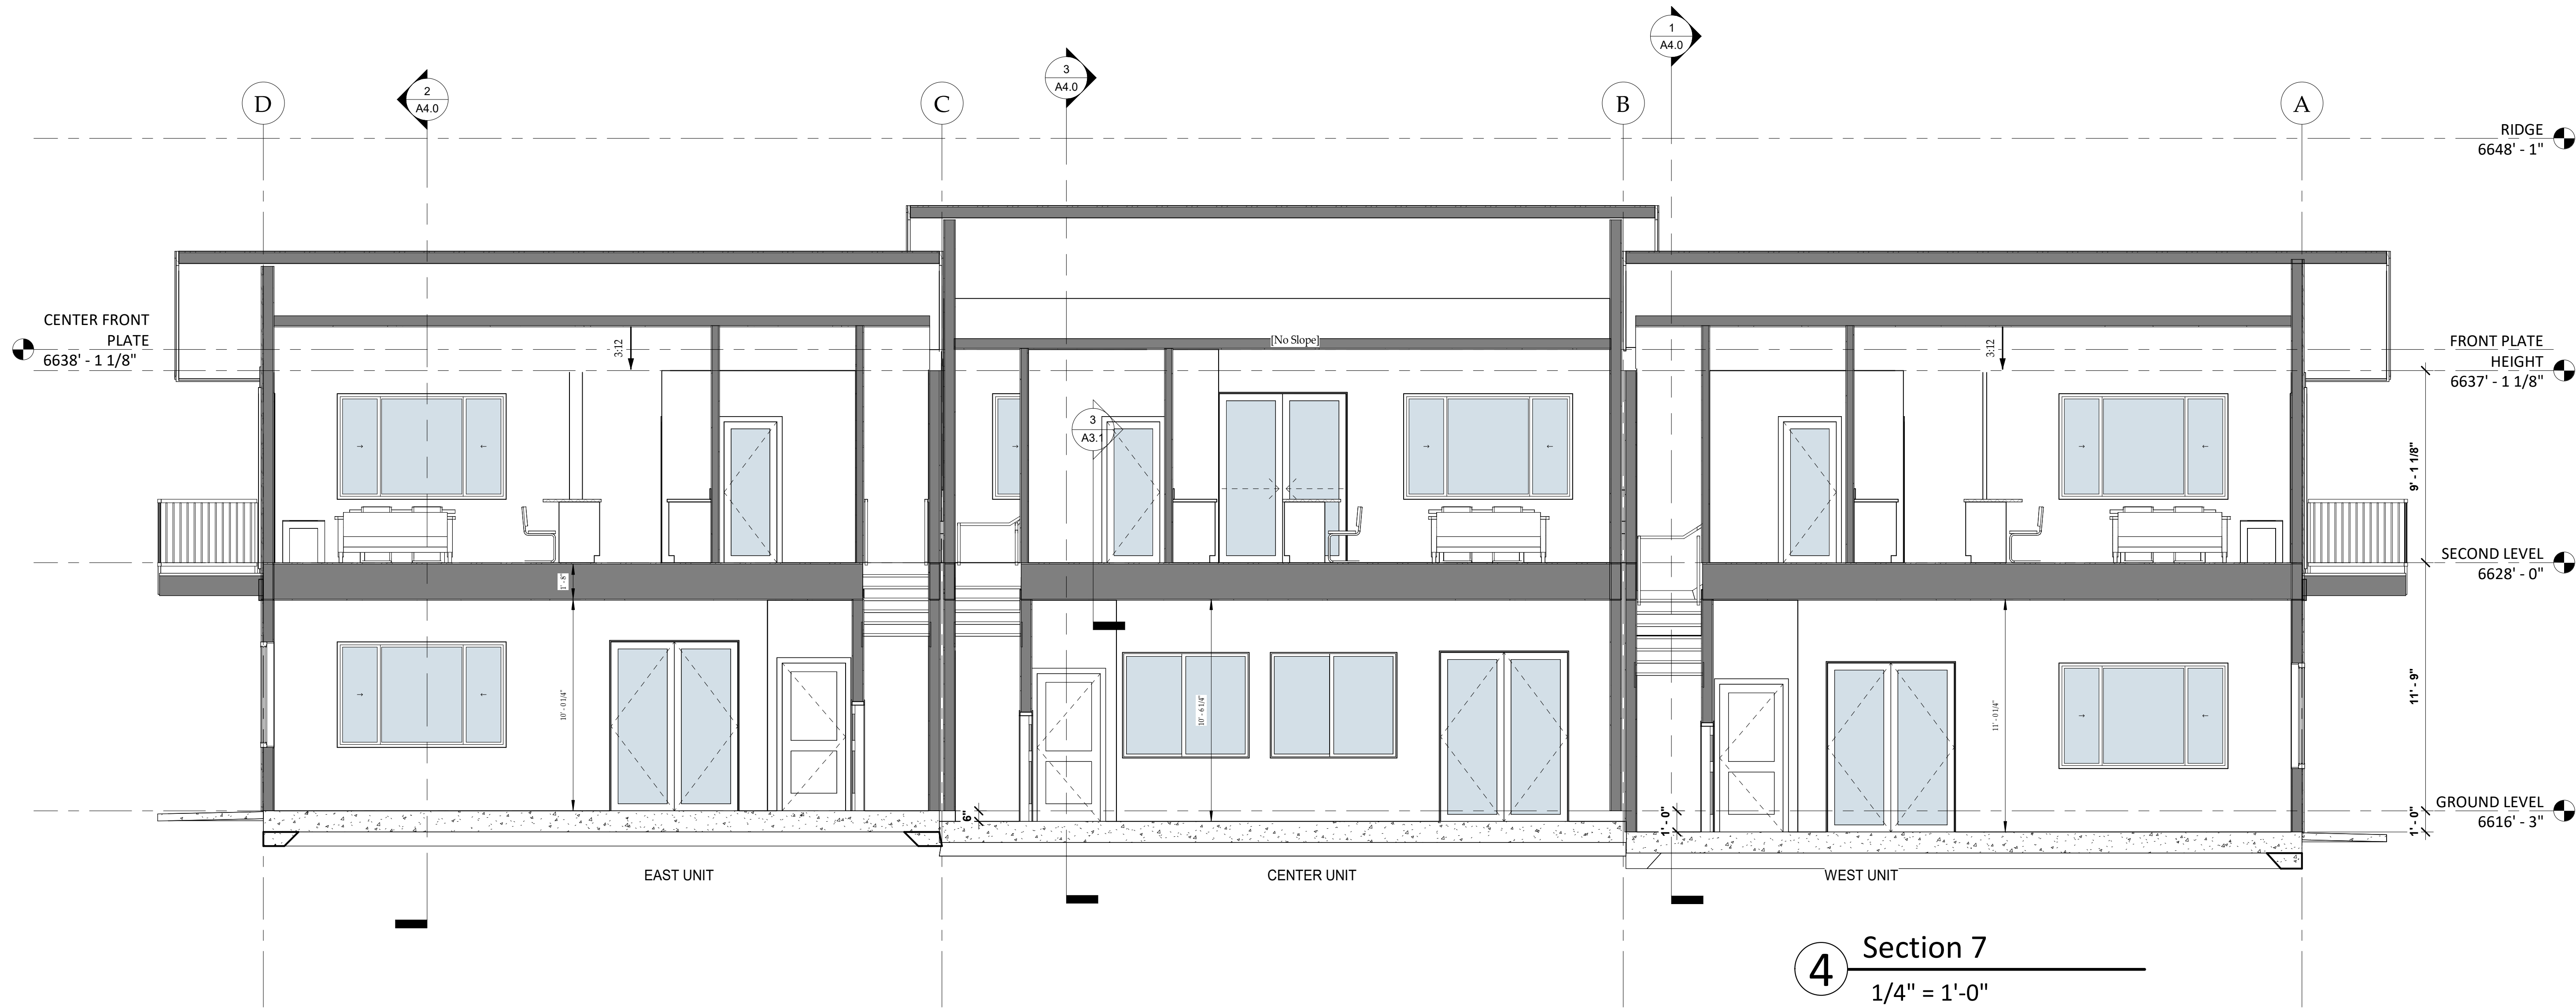 1
A4.0
3
A4.0
2
A4.0
D
C
B
A
RIDGE
6648' - 1"
CENTER FRONT
PLATE
6638' - 1 1/8"
[No Slope]
3:12
3:12
FRONT PLATE
HEIGHT
6637' - 1 1/8"
3
A3.1
9' - 1 1/8"
SECOND LEVEL
6628' - 0"
1' - 8"
10' - 0 1/4"
10' - 6 1/4"
11' - 0 1/4"
11' - 9"
GROUND LEVEL
6616' - 3"
6"
1' - 0"
1' - 0"
EAST UNIT
CENTER UNIT
WEST UNIT
4
Section 7
1/4" = 1'-0"